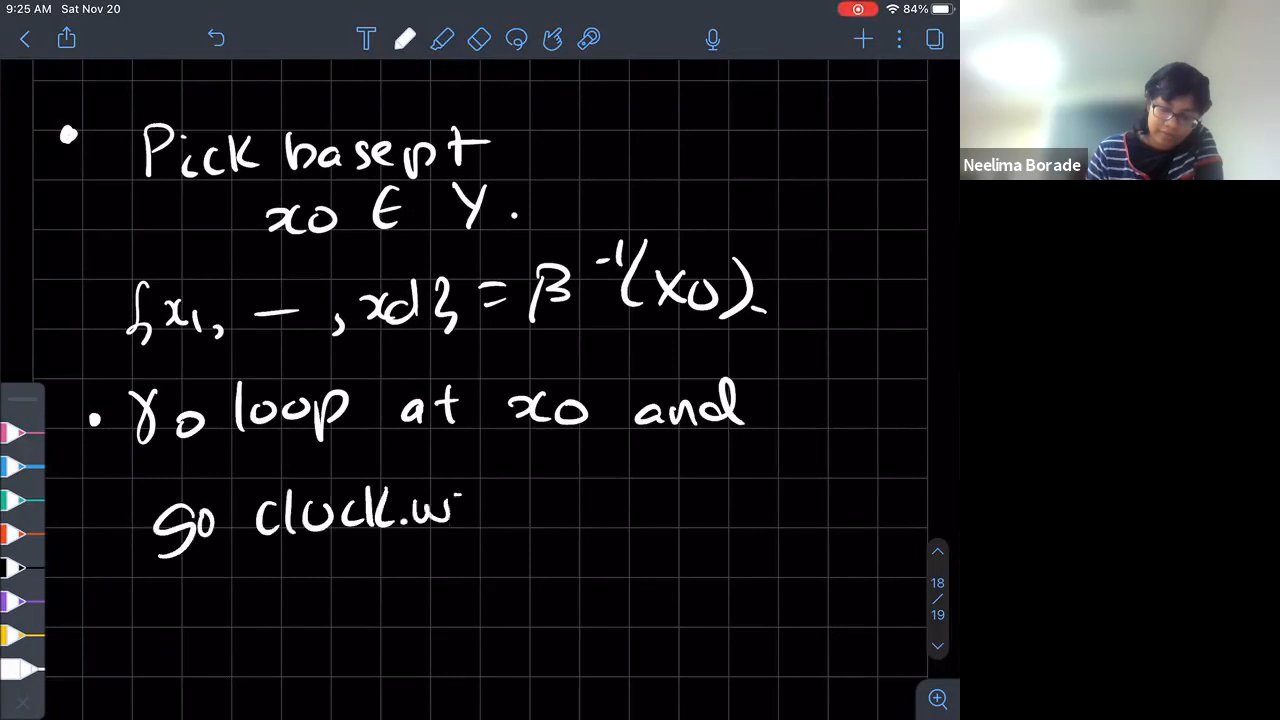 9:25 AM Sat Nov 20
84%
• Pick basept
x0 ∈ Y.
{x1, — , xd} = β⁻¹(x0).
• γ0 loop at x0 and
go clock.w
Neelima Borade
18
/
19